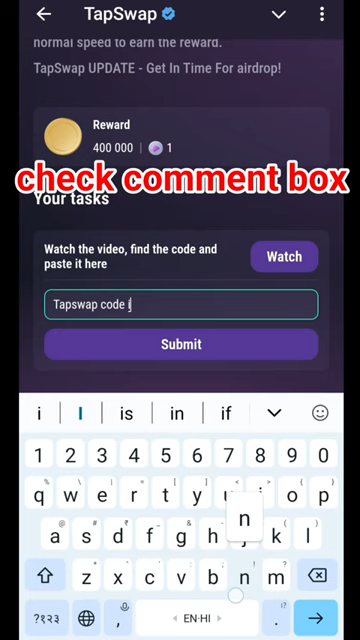 TapSwap
normal speed to earn the reward.
TapSwap UPDATE - Get In Time For airdrop!
Reward
400 000 | 1
check comment box
Your tasks
Watch the video, find the code and
paste it here
Watch
Tapswap code i
Submit
i I is in if
1 2 3 4 5 6 7 8 9 0
q w e r t y u i o p
a s d f g h j k l
n
z x c v b n m
?१२३ , EN·HI .